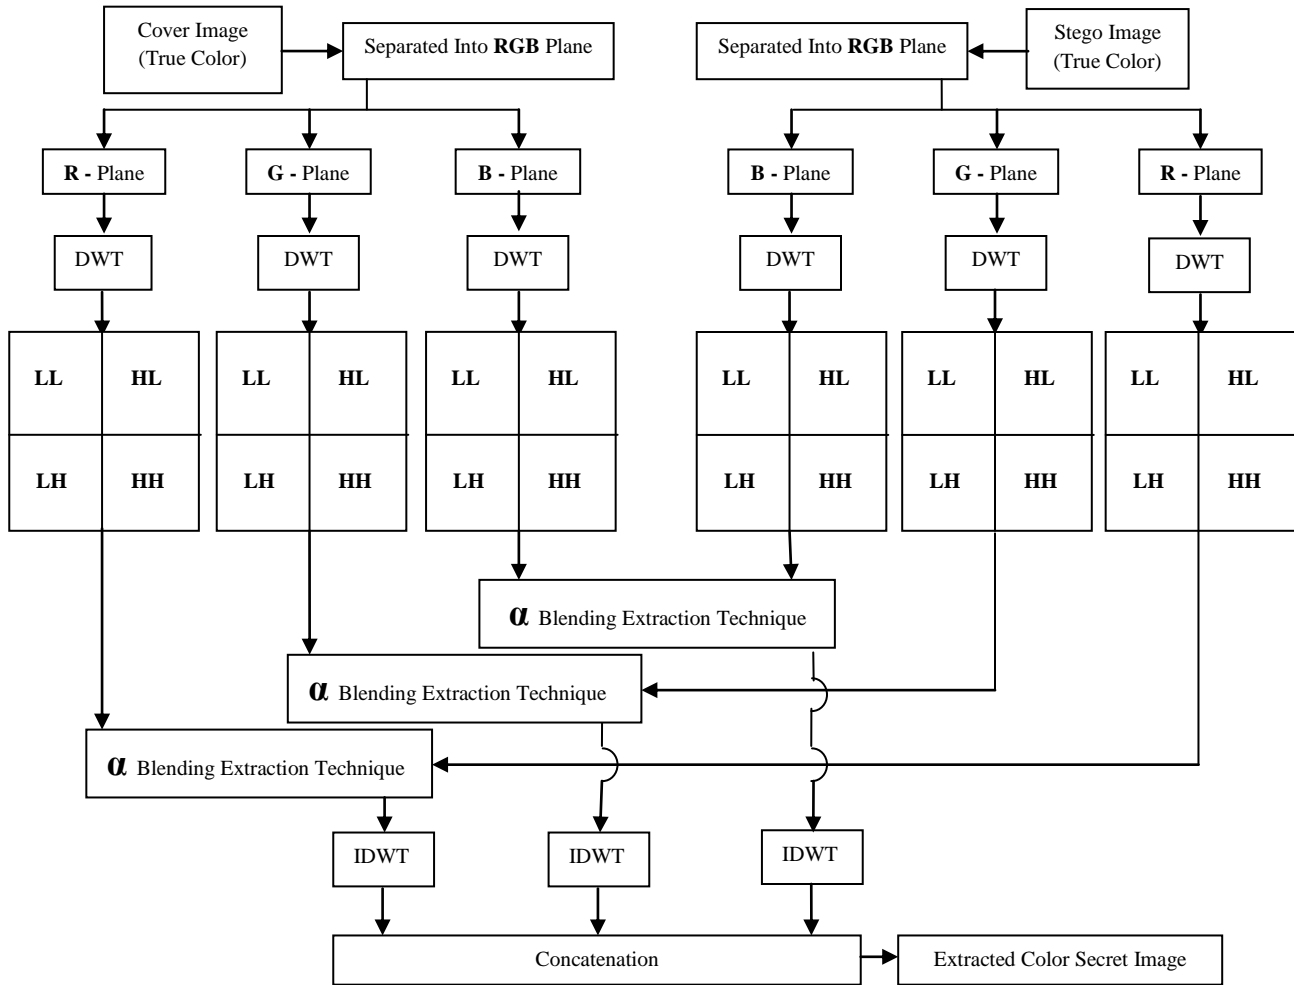 Cover Image
(True Color)
Separated Into RGB Plane
Separated Into RGB Plane
Stego Image
(True Color)
R - Plane
G - Plane
B - Plane
B - Plane
G - Plane
R - Plane
DWT
DWT
DWT
DWT
DWT
DWT
LL HL
LL HL
LL HL
LL HL
LL HL
LL HL
LH HH
LH HH
LH HH
LH HH
LH HH
LH HH
α Blending Extraction Technique
α Blending Extraction Technique
α Blending Extraction Technique
IDWT
IDWT
IDWT
Concatenation
Extracted Color Secret Image